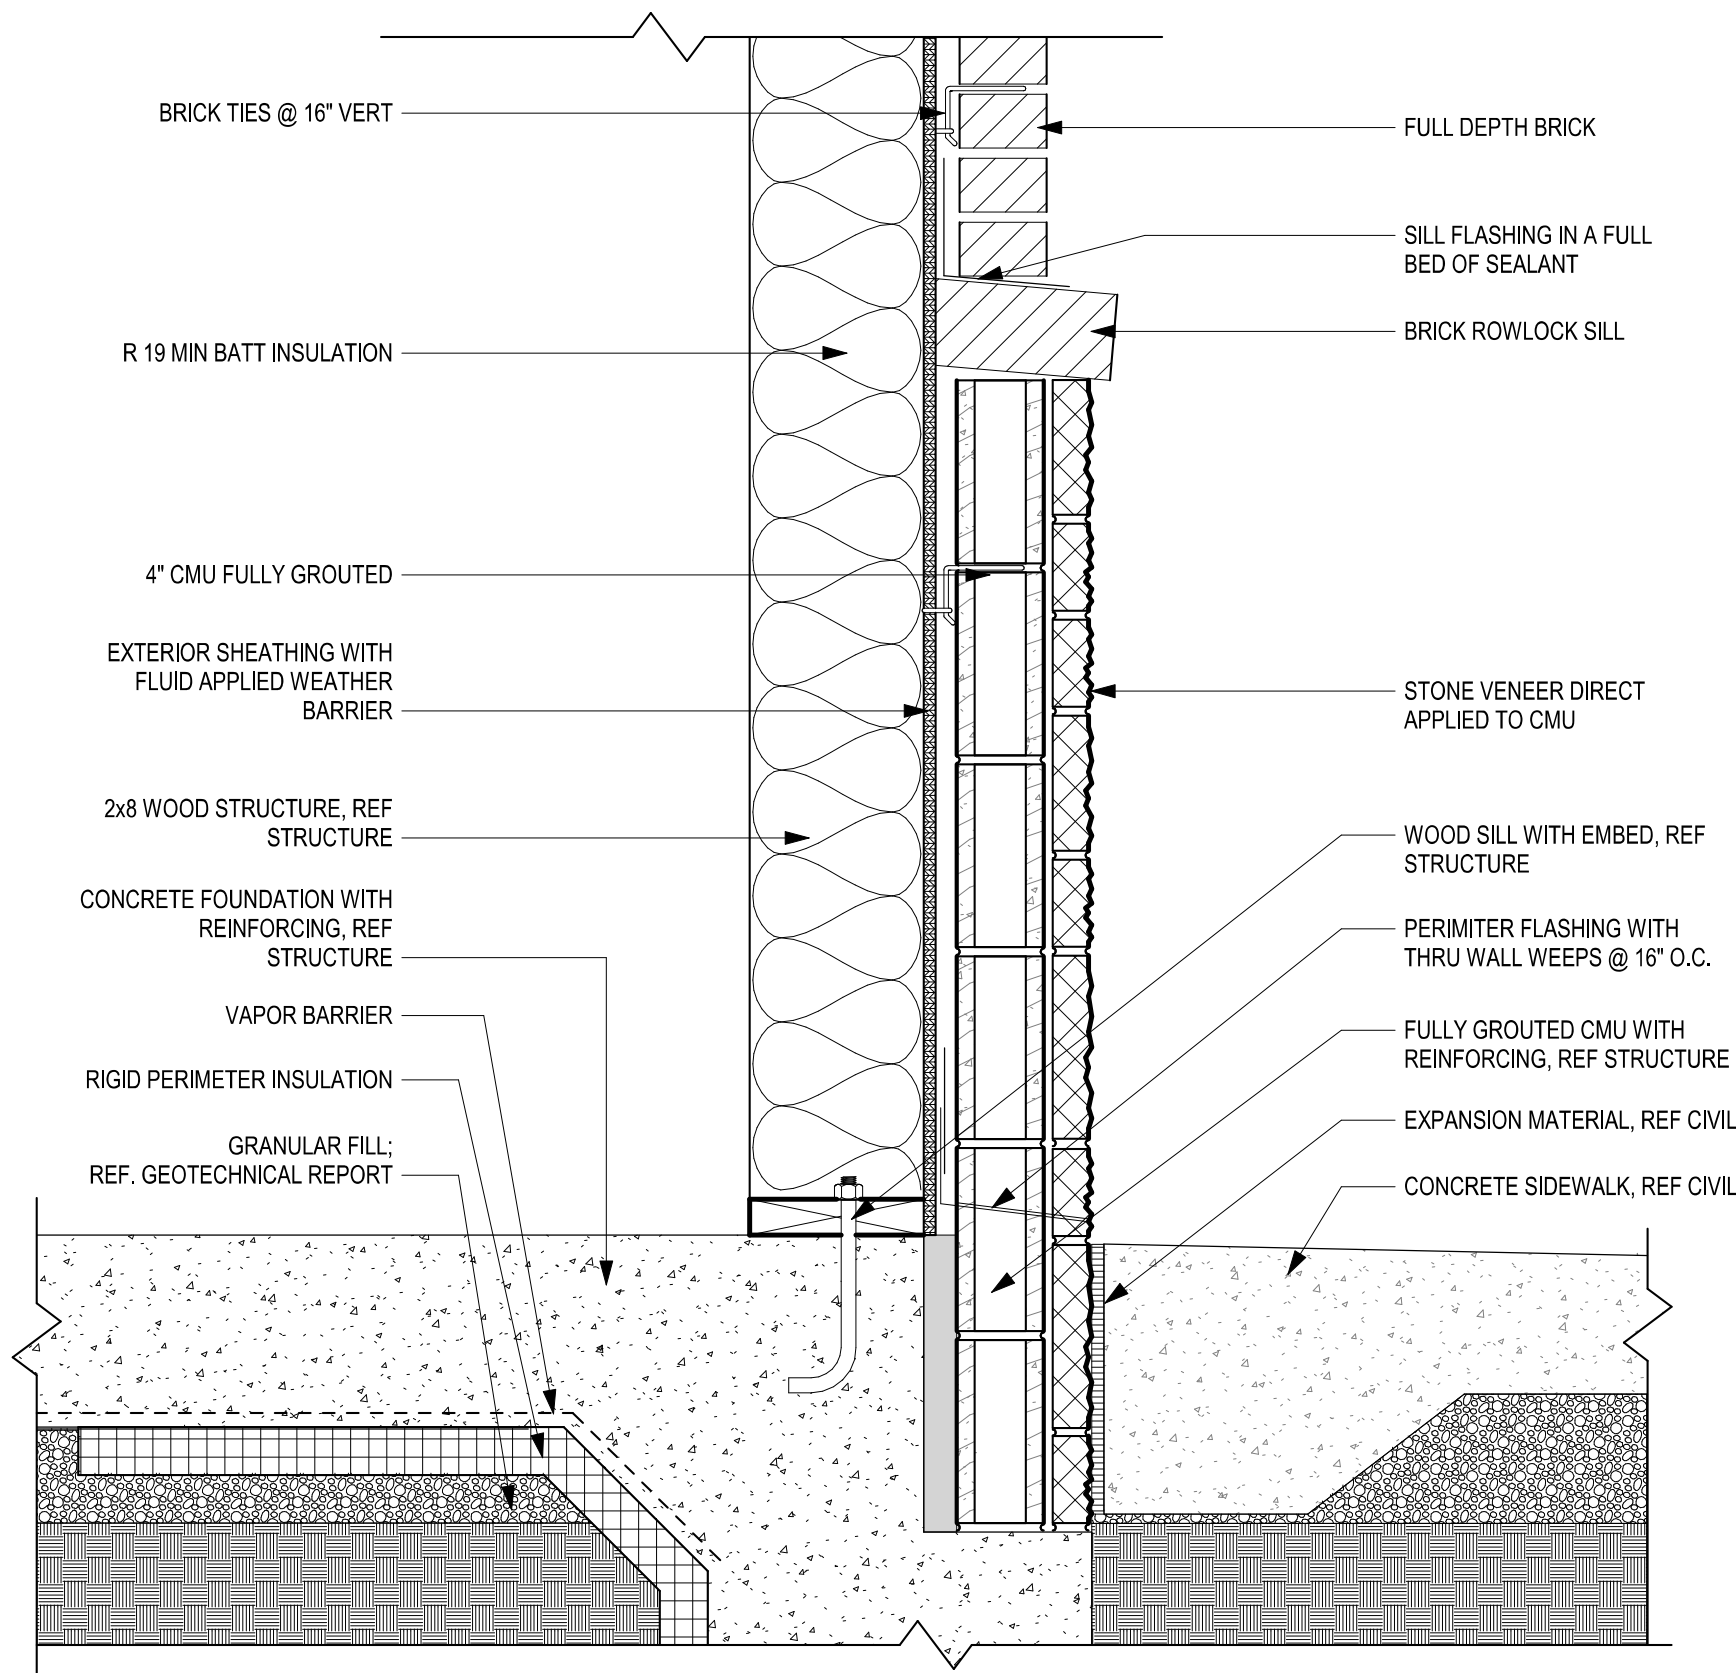 BRICK TIES @ 16" VERT
R 19 MIN BATT INSULATION
4" CMU FULLY GROUTED
EXTERIOR SHEATHING WITH
FLUID APPLIED WEATHER
BARRIER
2x8 WOOD STRUCTURE, REF
STRUCTURE
CONCRETE FOUNDATION WITH
REINFORCING, REF
STRUCTURE
VAPOR BARRIER
RIGID PERIMETER INSULATION
GRANULAR FILL;
REF. GEOTECHNICAL REPORT
FULL DEPTH BRICK
SILL FLASHING IN A FULL
BED OF SEALANT
BRICK ROWLOCK SILL
STONE VENEER DIRECT
APPLIED TO CMU
WOOD SILL WITH EMBED, REF
STRUCTURE
PERIMITER FLASHING WITH
THRU WALL WEEPS @ 16" O.C.
FULLY GROUTED CMU WITH
REINFORCING, REF STRUCTURE
EXPANSION MATERIAL, REF CIVIL
CONCRETE SIDEWALK, REF CIVIL